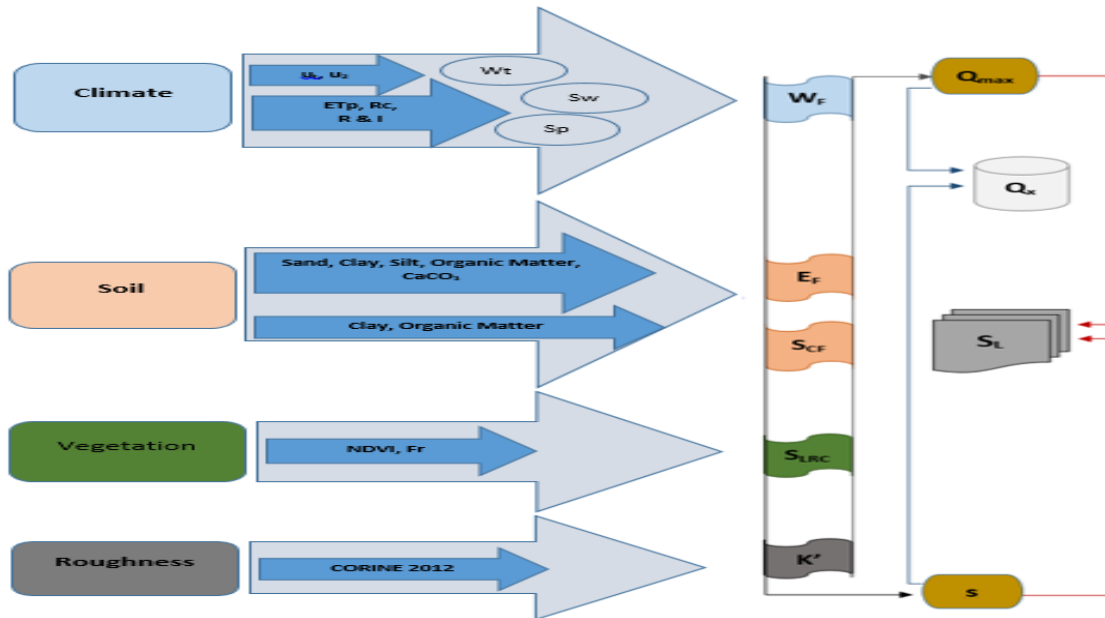 Climate
u, u₂
ETp, Rc,
R & I
Wt
Sw
Sp
Soil
Sand, Clay, Silt, Organic Matter,
CaCO₃
Clay, Organic Matter
Vegetation
NDVI, Fr
Roughness
CORINE 2012
W_F
E_F
S_CF
S_LRC
K’
Q_max
Q_x
S_L
s